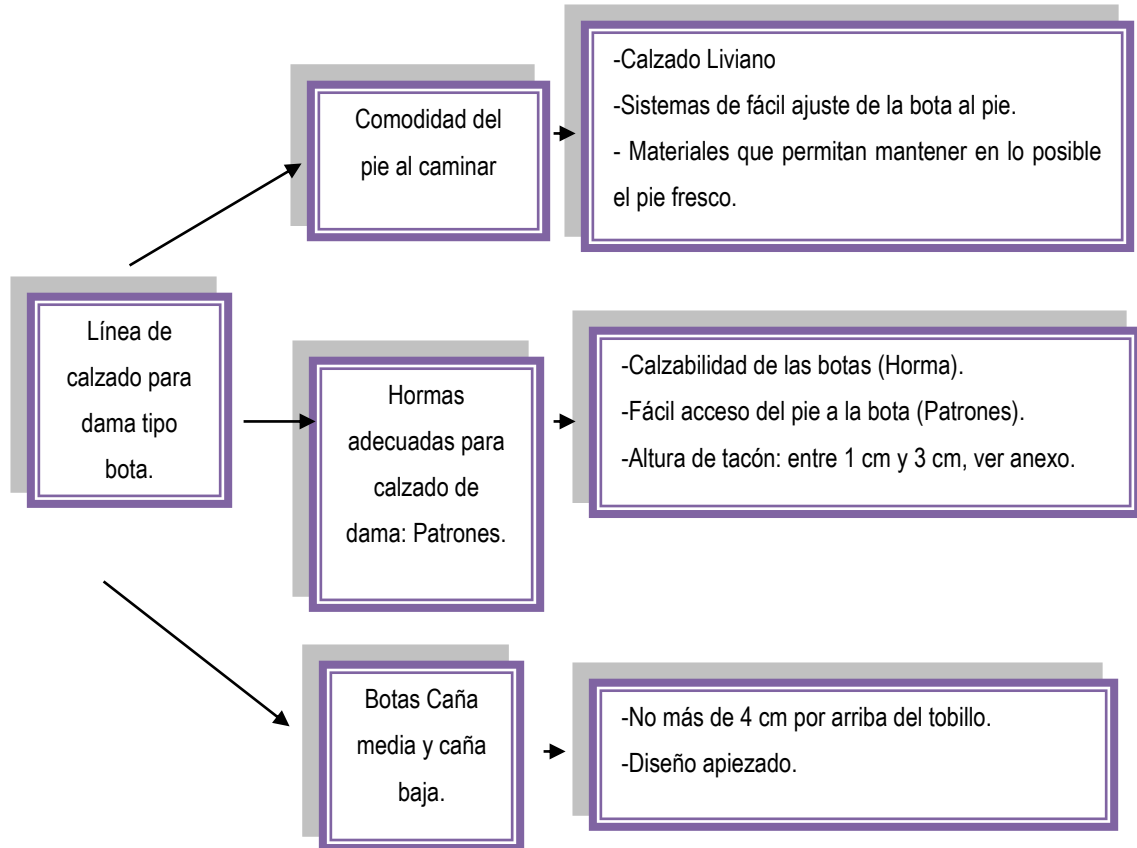 Línea de
calzado para
dama tipo
bota.
Comodidad del
pie al caminar
-Calzado Liviano
-Sistemas de fácil ajuste de la bota al pie.
- Materiales que permitan mantener en lo posible
el pie fresco.
Hormas
adecuadas para
calzado de
dama: Patrones.
-Calzabilidad de las botas (Horma).
-Fácil acceso del pie a la bota (Patrones).
-Altura de tacón: entre 1 cm y 3 cm, ver anexo.
Botas Caña
media y caña
baja.
-No más de 4 cm por arriba del tobillo.
-Diseño apiezado.